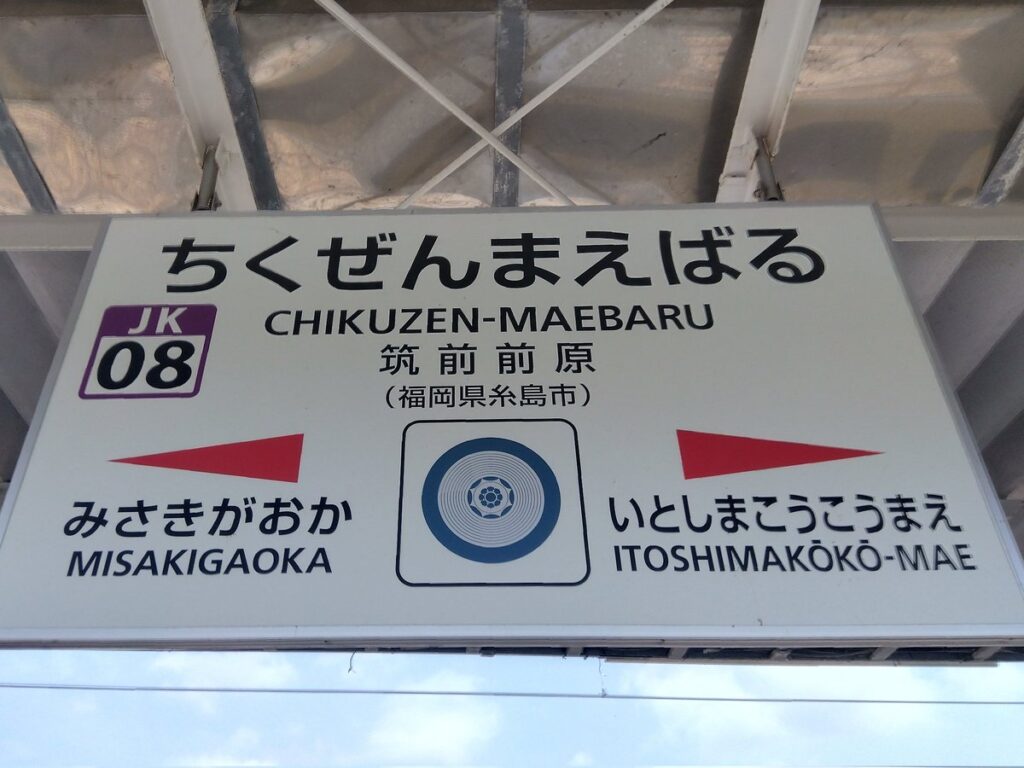 ちくぜんまえばる
JK
08
CHIKUZEN-MAEBARU
筑前前原
（福岡県糸島市）
みさきがおか
MISAKIGAOKA
いとしまこうこうまえ
ITOSHIMAKŌKŌ-MAE